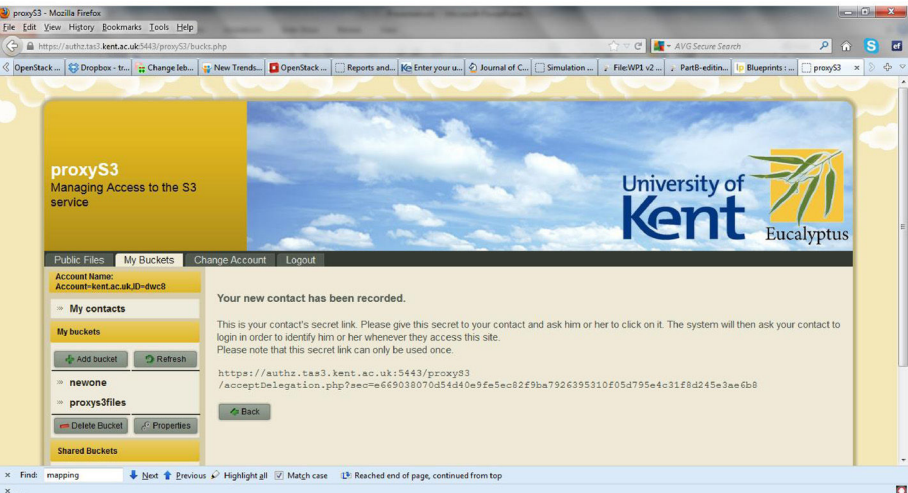 proxyS3 - Mozilla Firefox
File Edit View History Bookmarks Tools Help
https://authz.tas3.kent.ac.uk:5443/proxyS3/bucks.php
AVG Secure Search
OpenStack ... Dropbox - tr... Change leb... New Trends... OpenStack ... Reports and... Enter your u... Journal of C... Simulation ... File:WP1 v2 ... PartB-editin... Blueprints : ... proxyS3
proxyS3
Managing Access to the S3
service
University of
Kent
Eucalyptus
Public Files My Buckets Change Account Logout
Account Name:
Account=kent.ac.uk,ID=dwc8
My contacts
My buckets
Add bucket Refresh
newone
proxys3files
Delete Bucket Properties
Shared Buckets
Your new contact has been recorded.
This is your contact's secret link. Please give this secret to your contact and ask him or her to click on it. The system will then ask your contact to
login in order to identify him or her whenever they access this site.
Please note that this secret link can only be used once.
https://authz.tas3.kent.ac.uk:5443/proxyS3
/acceptDelegation.php?sec=e669038070d54d40e9fe5ec82f9ba7926395310f05d795e4c31f8d245e3ae6b8
Back
Find: mapping Next Previous Highlight all Match case Reached end of page, continued from top